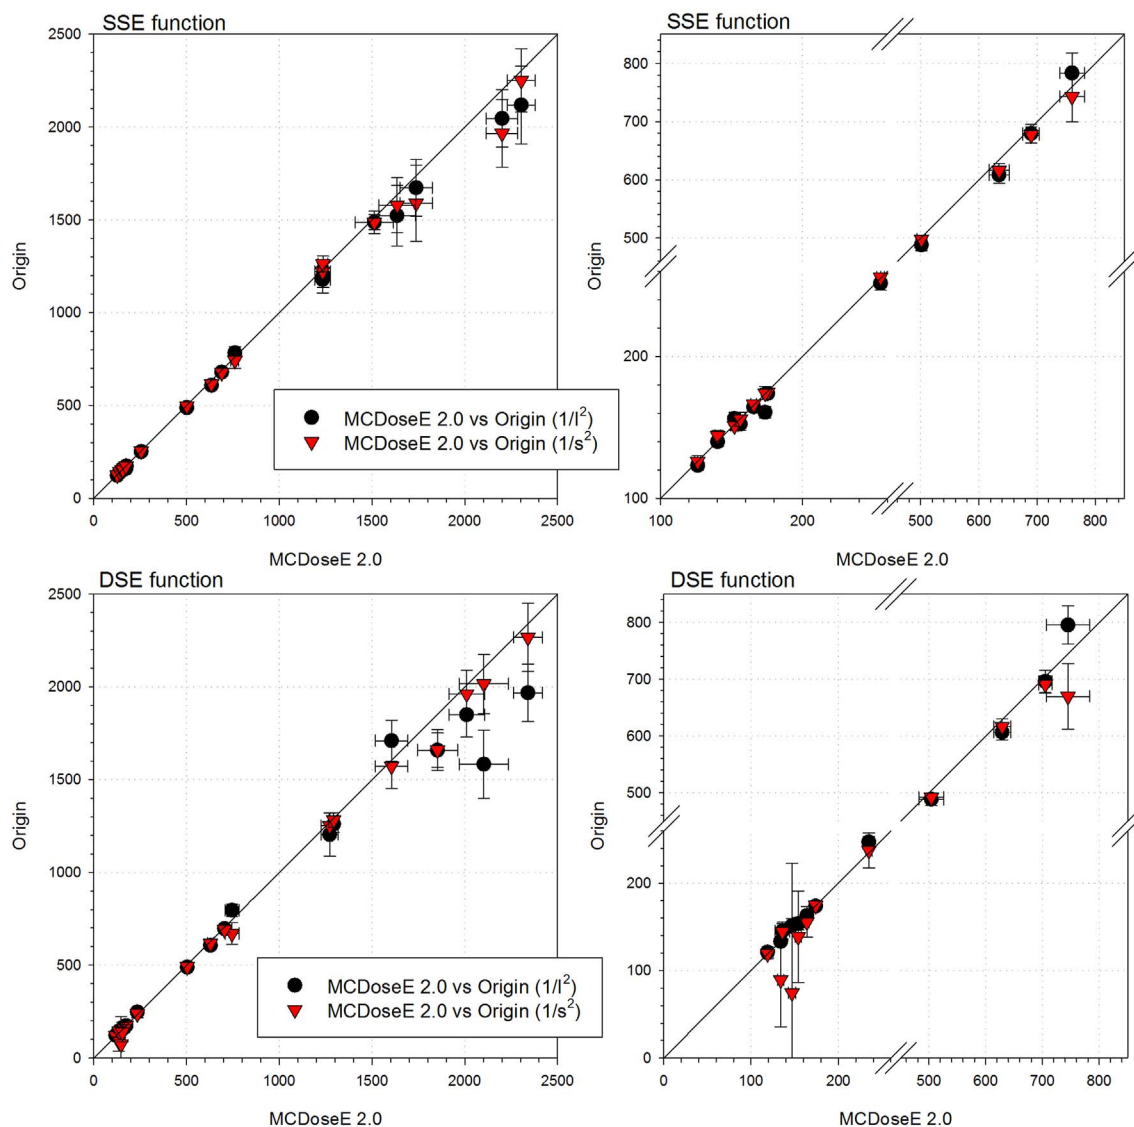 SSE function
2500
2000
1500
1000
500
0
Origin
0 500 1000 1500 2000 2500
MCDoseE 2.0
MCDoseE 2.0 vs Origin (1/I²)
MCDoseE 2.0 vs Origin (1/s²)
SSE function
800
700
600
500
200
100
Origin
100 200 500 600 700 800
MCDoseE 2.0
DSE function
2500
2000
1500
1000
500
0
Origin
0 500 1000 1500 2000 2500
MCDoseE 2.0
MCDoseE 2.0 vs Origin (1/I²)
MCDoseE 2.0 vs Origin (1/s²)
DSE function
800
700
600
500
200
100
0
Origin
0 100 200 500 600 700 800
MCDoseE 2.0